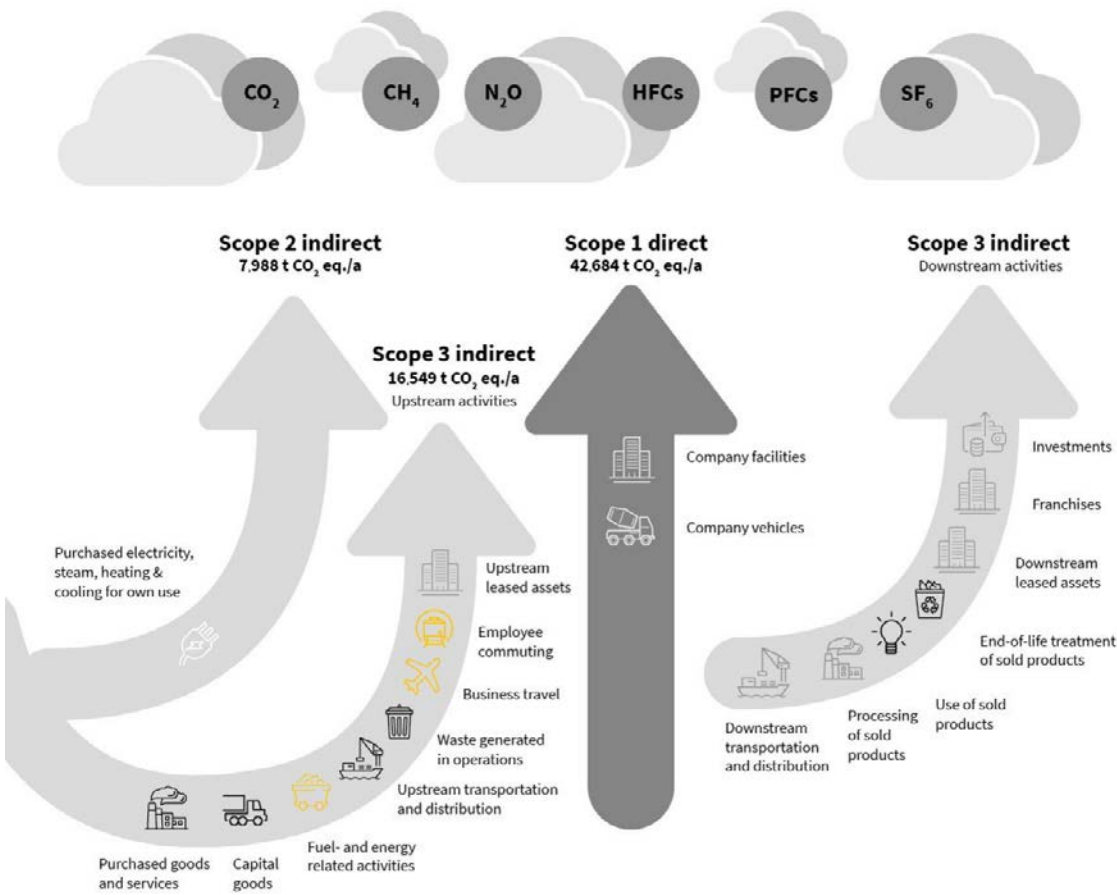 CO₂
CH₄
N₂O
HFCs
PFCs
SF₆
Scope 2 indirect
7,988 t CO₂ eq./a
Scope 1 direct
42,684 t CO₂ eq./a
Scope 3 indirect
Downstream activities
Scope 3 indirect
16,549 t CO₂ eq./a
Upstream activities
Company facilities
Company vehicles
Investments
Franchises
Downstream
leased assets
End-of-life treatment
of sold products
Use of sold
products
Processing
of sold
products
Downstream
transportation
and distribution
Purchased electricity,
steam, heating &
cooling for own use
Upstream
leased assets
Employee
commuting
Business travel
Waste generated
in operations
Upstream transportation
and distribution
Fuel- and energy
related activities
Capital
goods
Purchased goods
and services